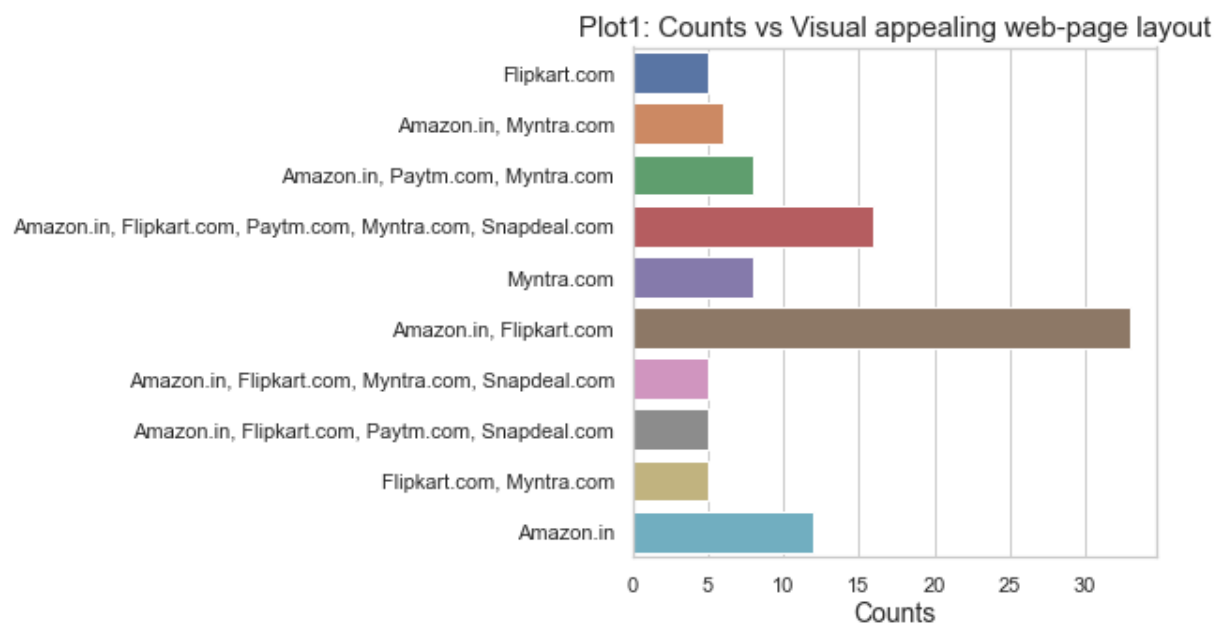 Plot1: Counts vs Visual appealing web-page layout
Flipkart.com
Amazon.in, Myntra.com
Amazon.in, Paytm.com, Myntra.com
Amazon.in, Flipkart.com, Paytm.com, Myntra.com, Snapdeal.com
Myntra.com
Amazon.in, Flipkart.com
Amazon.in, Flipkart.com, Myntra.com, Snapdeal.com
Amazon.in, Flipkart.com, Paytm.com, Snapdeal.com
Flipkart.com, Myntra.com
Amazon.in
0 5 10 15 20 25 30
Counts